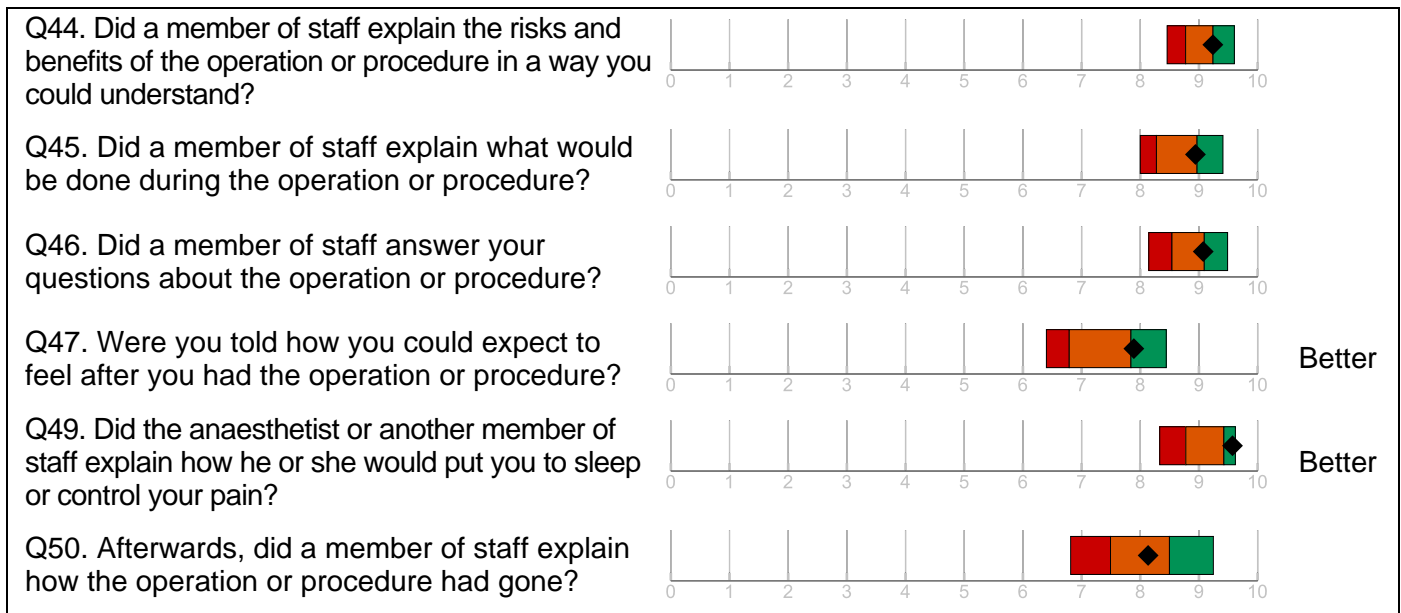 Q44. Did a member of staff explain the risks and
benefits of the operation or procedure in a way you
could understand?
0 1 2 3 4 5 6 7 8 9 10
Q45. Did a member of staff explain what would
be done during the operation or procedure?
0 1 2 3 4 5 6 7 8 9 10
Q46. Did a member of staff answer your
questions about the operation or procedure?
0 1 2 3 4 5 6 7 8 9 10
Q47. Were you told how you could expect to
feel after you had the operation or procedure?
Better
0 1 2 3 4 5 6 7 8 9 10
Q49. Did the anaesthetist or another member of
staff explain how he or she would put you to sleep
or control your pain?
Better
0 1 2 3 4 5 6 7 8 9 10
Q50. Afterwards, did a member of staff explain
how the operation or procedure had gone?
0 1 2 3 4 5 6 7 8 9 10